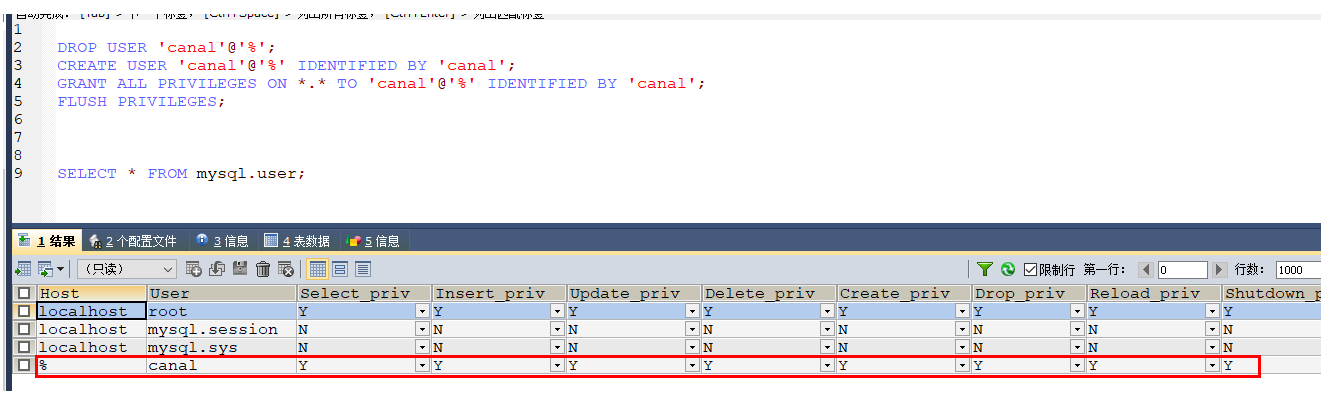 1
2 DROP USER 'canal'@'%';
3 CREATE USER 'canal'@'%' IDENTIFIED BY 'canal';
4 GRANT ALL PRIVILEGES ON *.* TO 'canal'@'%' IDENTIFIED BY 'canal';
5 FLUSH PRIVILEGES;
6
7
8
9 SELECT * FROM mysql.user;
1 结果 2 个配置文件 3 信息 4 表数据 5 信息
（只读） 限制行 第一行： 0 行数： 1000
Host User Select_priv Insert_priv Update_priv Delete_priv Create_priv Drop_priv Reload_priv Shutdown_p
localhost root Y Y Y Y Y Y Y Y
localhost mysql.session N N N N N N N N
localhost mysql.sys N N N N N N N N
% canal Y Y Y Y Y Y Y Y